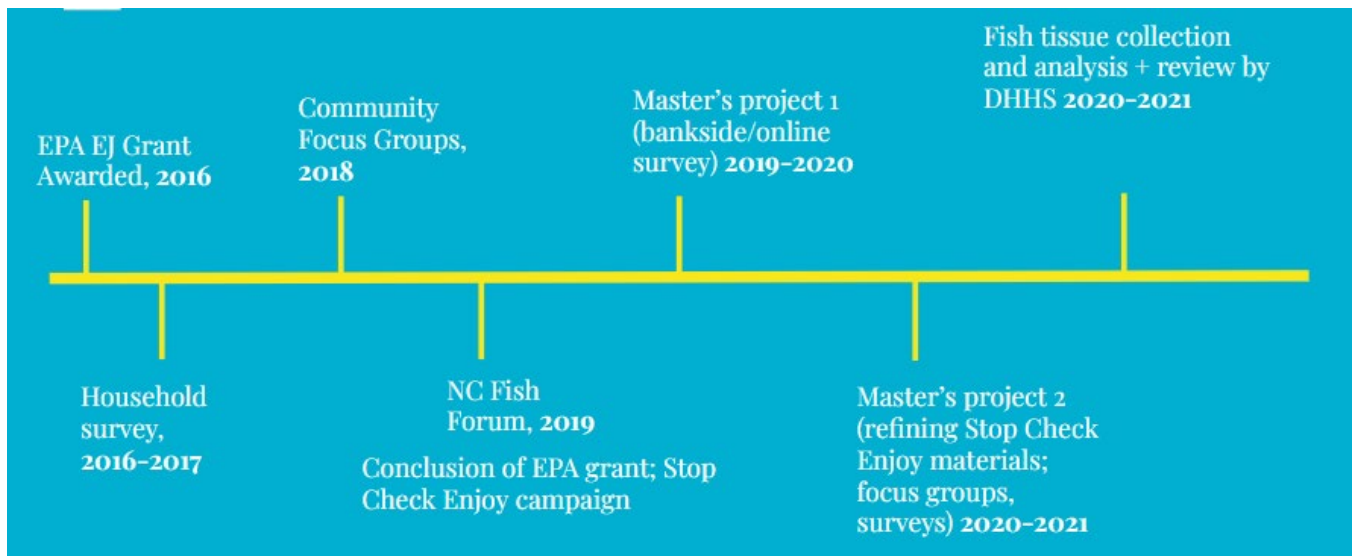 EPA EJ Grant
Awarded, 2016
Household
survey,
2016-2017
Community
Focus Groups,
2018
NC Fish
Forum, 2019
Conclusion of EPA grant; Stop
Check Enjoy campaign
Master’s project 1
(bankside/online
survey) 2019-2020
Master’s project 2
(refining Stop Check
Enjoy materials;
focus groups,
surveys) 2020-2021
Fish tissue collection
and analysis + review by
DHHS 2020-2021